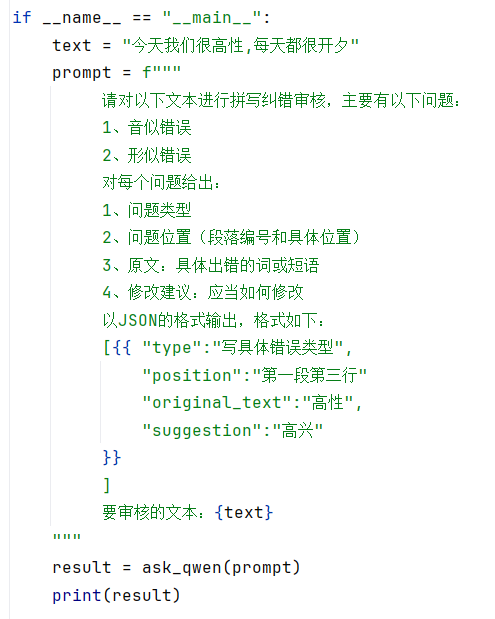 if __name__ == "__main__":
    text = "今天我们很高性,每天都很开夕"
    prompt = f"""
         请对以下文本进行拼写纠错审核，主要有以下问题：
         1、音似错误
         2、形似错误
         对每个问题给出：
         1、问题类型
         2、问题位置（段落编号和具体位置）
         3、原文：具体出错的词或短语
         4、修改建议：应当如何修改
         以JSON的格式输出，格式如下：
         [{{ "type":"写具体错误类型",
             "position":"第一段第三行"
             "original_text":"高性",
             "suggestion":"高兴"
         }}
         ]
         要审核的文本：{text}
    """
    result = ask_qwen(prompt)
    print(result)